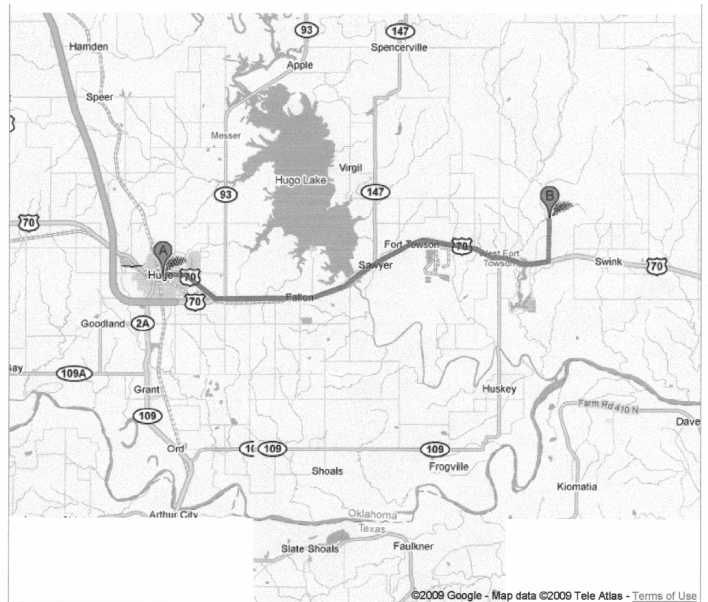 93
147
Hamden
Spencerville
Apple
Speer
Messer
Virgil
Hugo Lake
93
147
B
70
A
Fort Towson
70
West Fort
Towson
Hugo
70
Sawyer
Swink
70
70
Fallon
Goodland
2A
109A
Grant
Huskey
109
Farm Rd 410 N
Dave
Ord
109
109
Shoals
Frogville
Kiomatia
Arthur City
Oklahoma
Texas
Slate Shoals
Faulkner
©2009 Google - Map data ©2009 Tele Atlas - Terms of Use